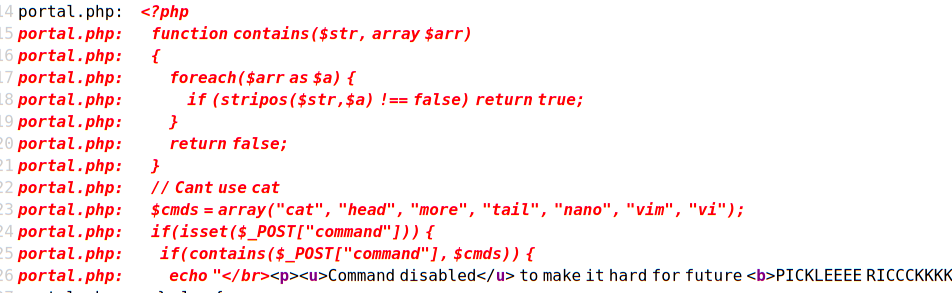 14 portal.php: <?php
15 portal.php: function contains($str, array $arr)
16 portal.php: {
17 portal.php: foreach($arr as $a) {
18 portal.php: if (stripos($str,$a) !== false) return true;
19 portal.php: }
20 portal.php: return false;
21 portal.php: }
22 portal.php: // Cant use cat
23 portal.php: $cmds = array("cat", "head", "more", "tail", "nano", "vim", "vi");
24 portal.php: if(isset($_POST["command"])) {
25 portal.php: if(contains($_POST["command"], $cmds)) {
26 portal.php: echo "</br><p><u>Command disabled</u> to make it hard for future <b>PICKLEEEE RICCCKKKK